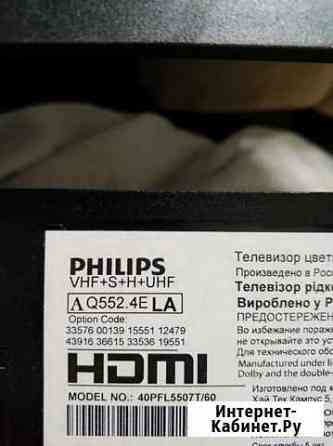 PHILIPS
VHF+S+H+UHF
Λ Q552.4E LA
Option Code:
33576 00139 15551 12479
43916 36615 33536 19551
HDMI
MODEL NO.: 40PFL5507T/60
Телевизор цвет
Произведено в Рос
Телевізор рідк
Вироблено у Р
ПРЕДОСТЕРЕЖЕН
Во избежание поражен
не открывайте это уст
Для технического обс
Manufactured under li
Dolby and the double-
Изготовлено под к
Хай Тек Кампус 5,
Интернет-
Кабинет.Ру